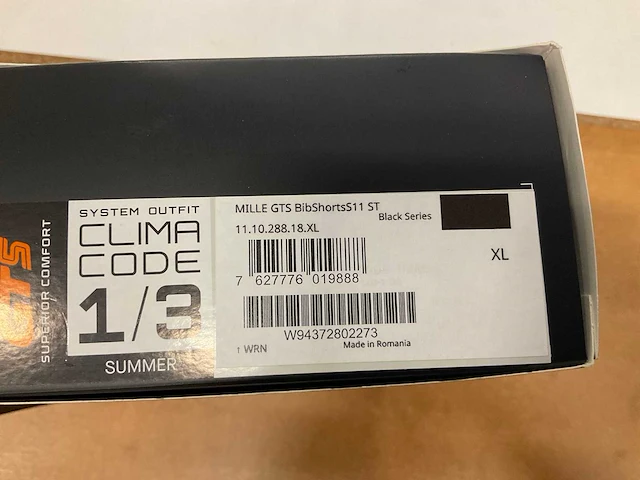 GTS
SUPERIOR COMFORT
SYSTEM OUTFIT
CLIMA
CODE
1/3
SUMMER
MILLE GTS BibShortsS11 ST
Black Series
11.10.288.18.XL
XL
7 627776 019888
W94372802273
↑ WRN
Made in Romania